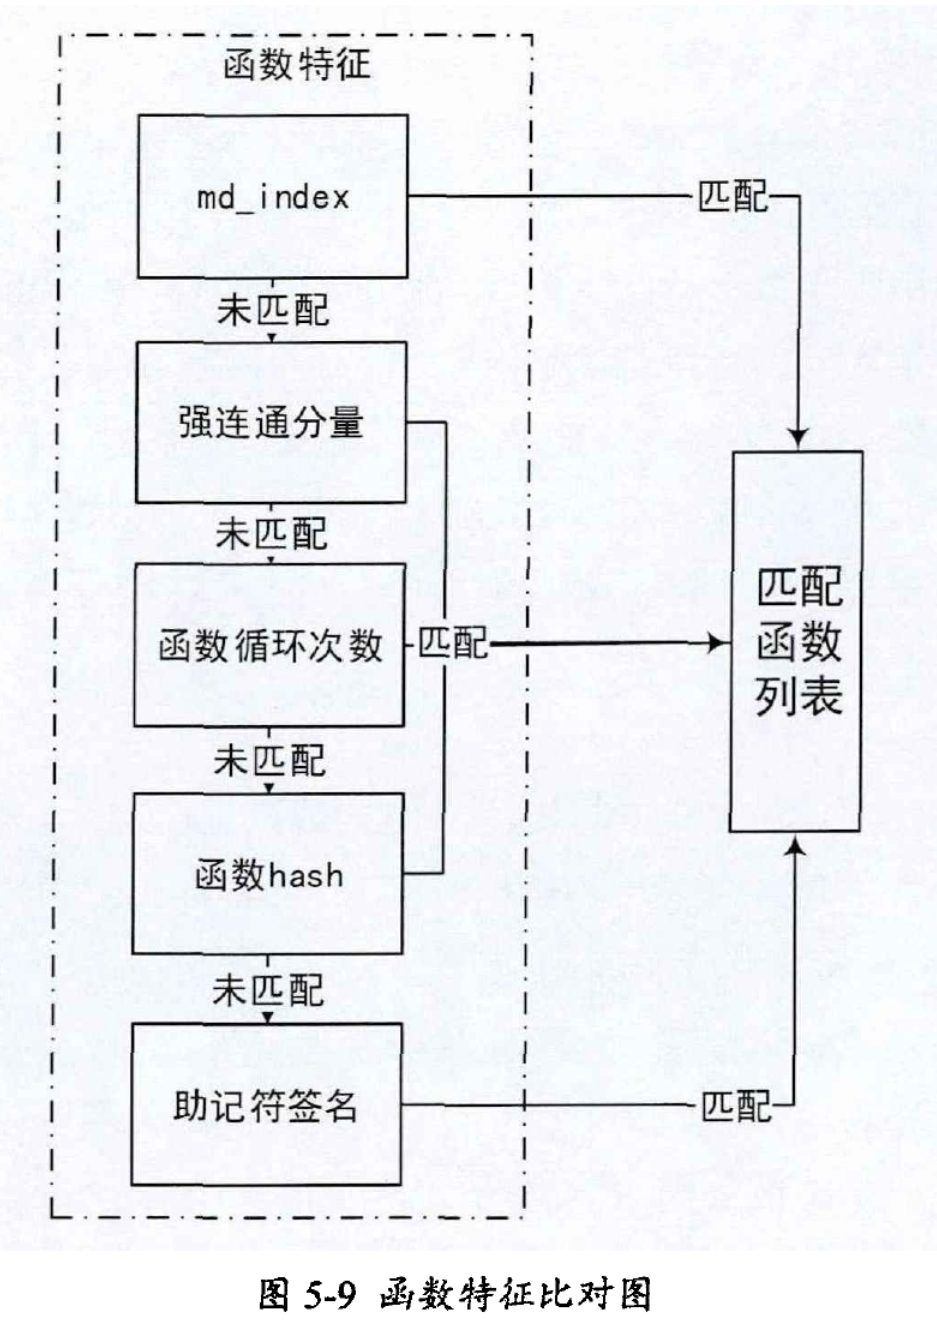 函数特征
md_index
匹配
未匹配
强连通分量
未匹配
函数循环次数
匹配
匹配
函数
列表
未匹配
函数hash
未匹配
助记符签名
匹配
图 5-9 函数特征比对图